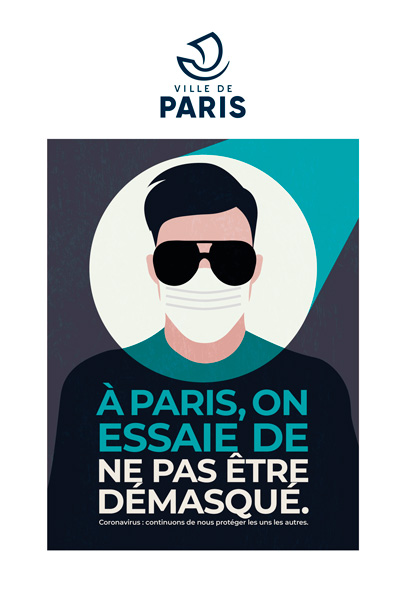 VILLE DE
PARIS
À PARIS, ON
ESSAIE DE
NE PAS ÊTRE
DÉMASQUÉ.
Coronavirus : continuons de nous protéger les uns les autres.